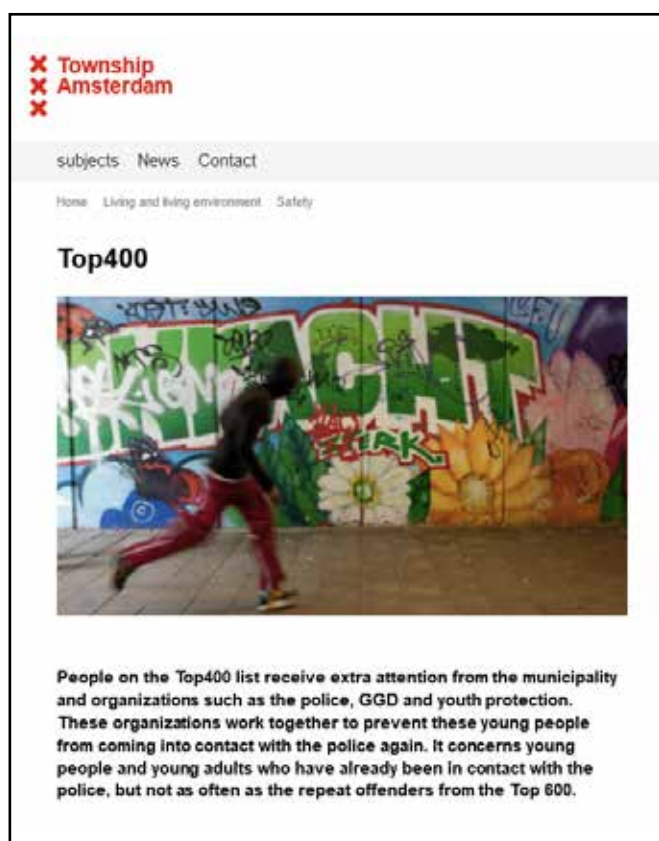 Township
Amsterdam
subjects News Contact
Home Living and living environment Safety
Top400
ZIERK.
People on the Top400 list receive extra attention from the municipality
and organizations such as the police, GGD and youth protection.
These organizations work together to prevent these young people
from coming into contact with the police again. It concerns young
people and young adults who have already been in contact with the
police, but not as often as the repeat offenders from the Top 600.